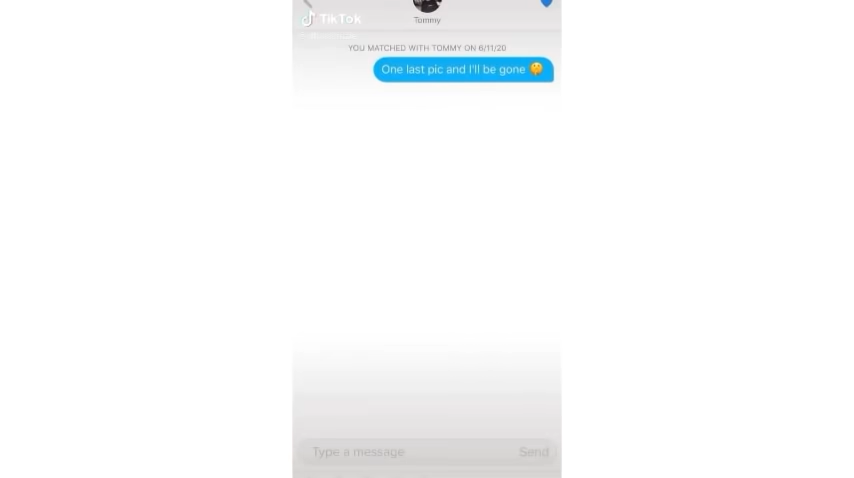 TikTok
Tommy
YOU MATCHED WITH TOMMY ON 6/11/20
One last pic and I'll be gone 🤔
Type a message
Send